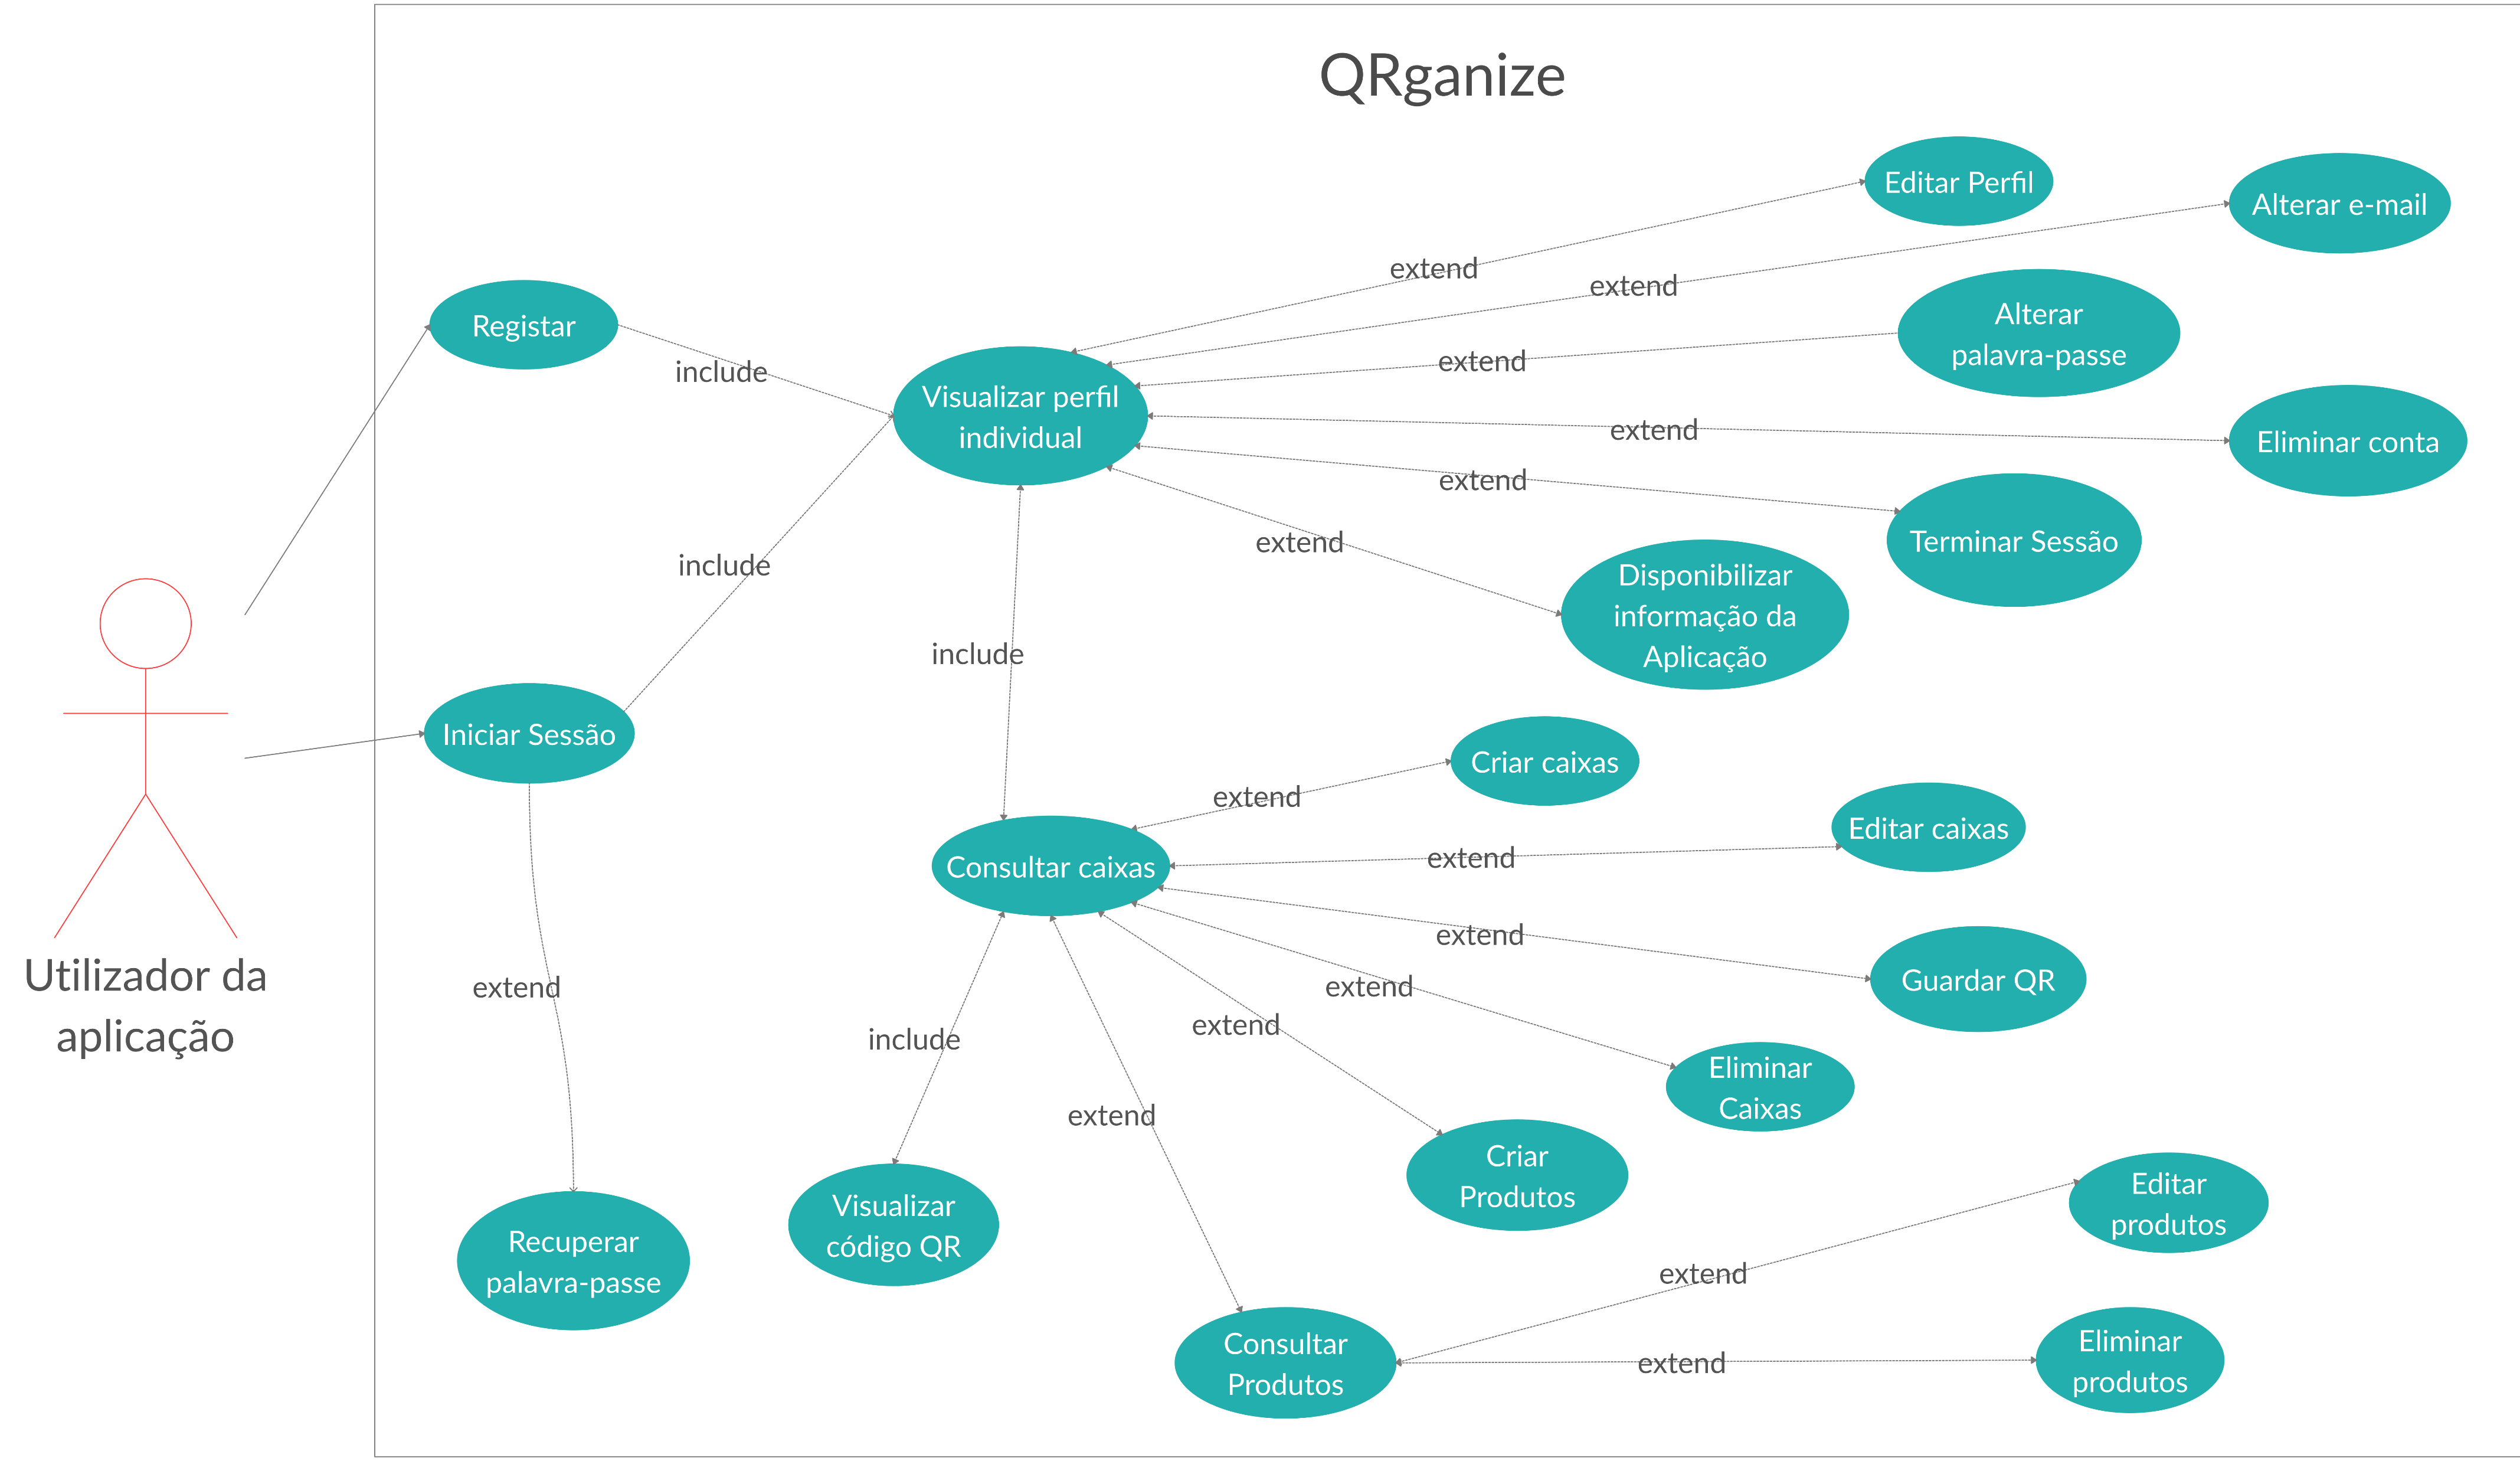 QRganize
Editar Perfil
Alterar e-mail
extend
extend
Alterar
palavra-passe
Registar
extend
include
Visualizar perfil
individual
extend
Eliminar conta
extend
Terminar Sessão
extend
include
Disponibilizar
informação da
Aplicação
include
Iniciar Sessão
Criar caixas
extend
Editar caixas
extend
Consultar caixas
extend
Guardar QR
Utilizador da
aplicação
extend
extend
extend
include
Eliminar
Caixas
extend
Criar
Produtos
Editar
produtos
Visualizar
código QR
Recuperar
palavra-passe
extend
Consultar
Produtos
extend
Eliminar
produtos